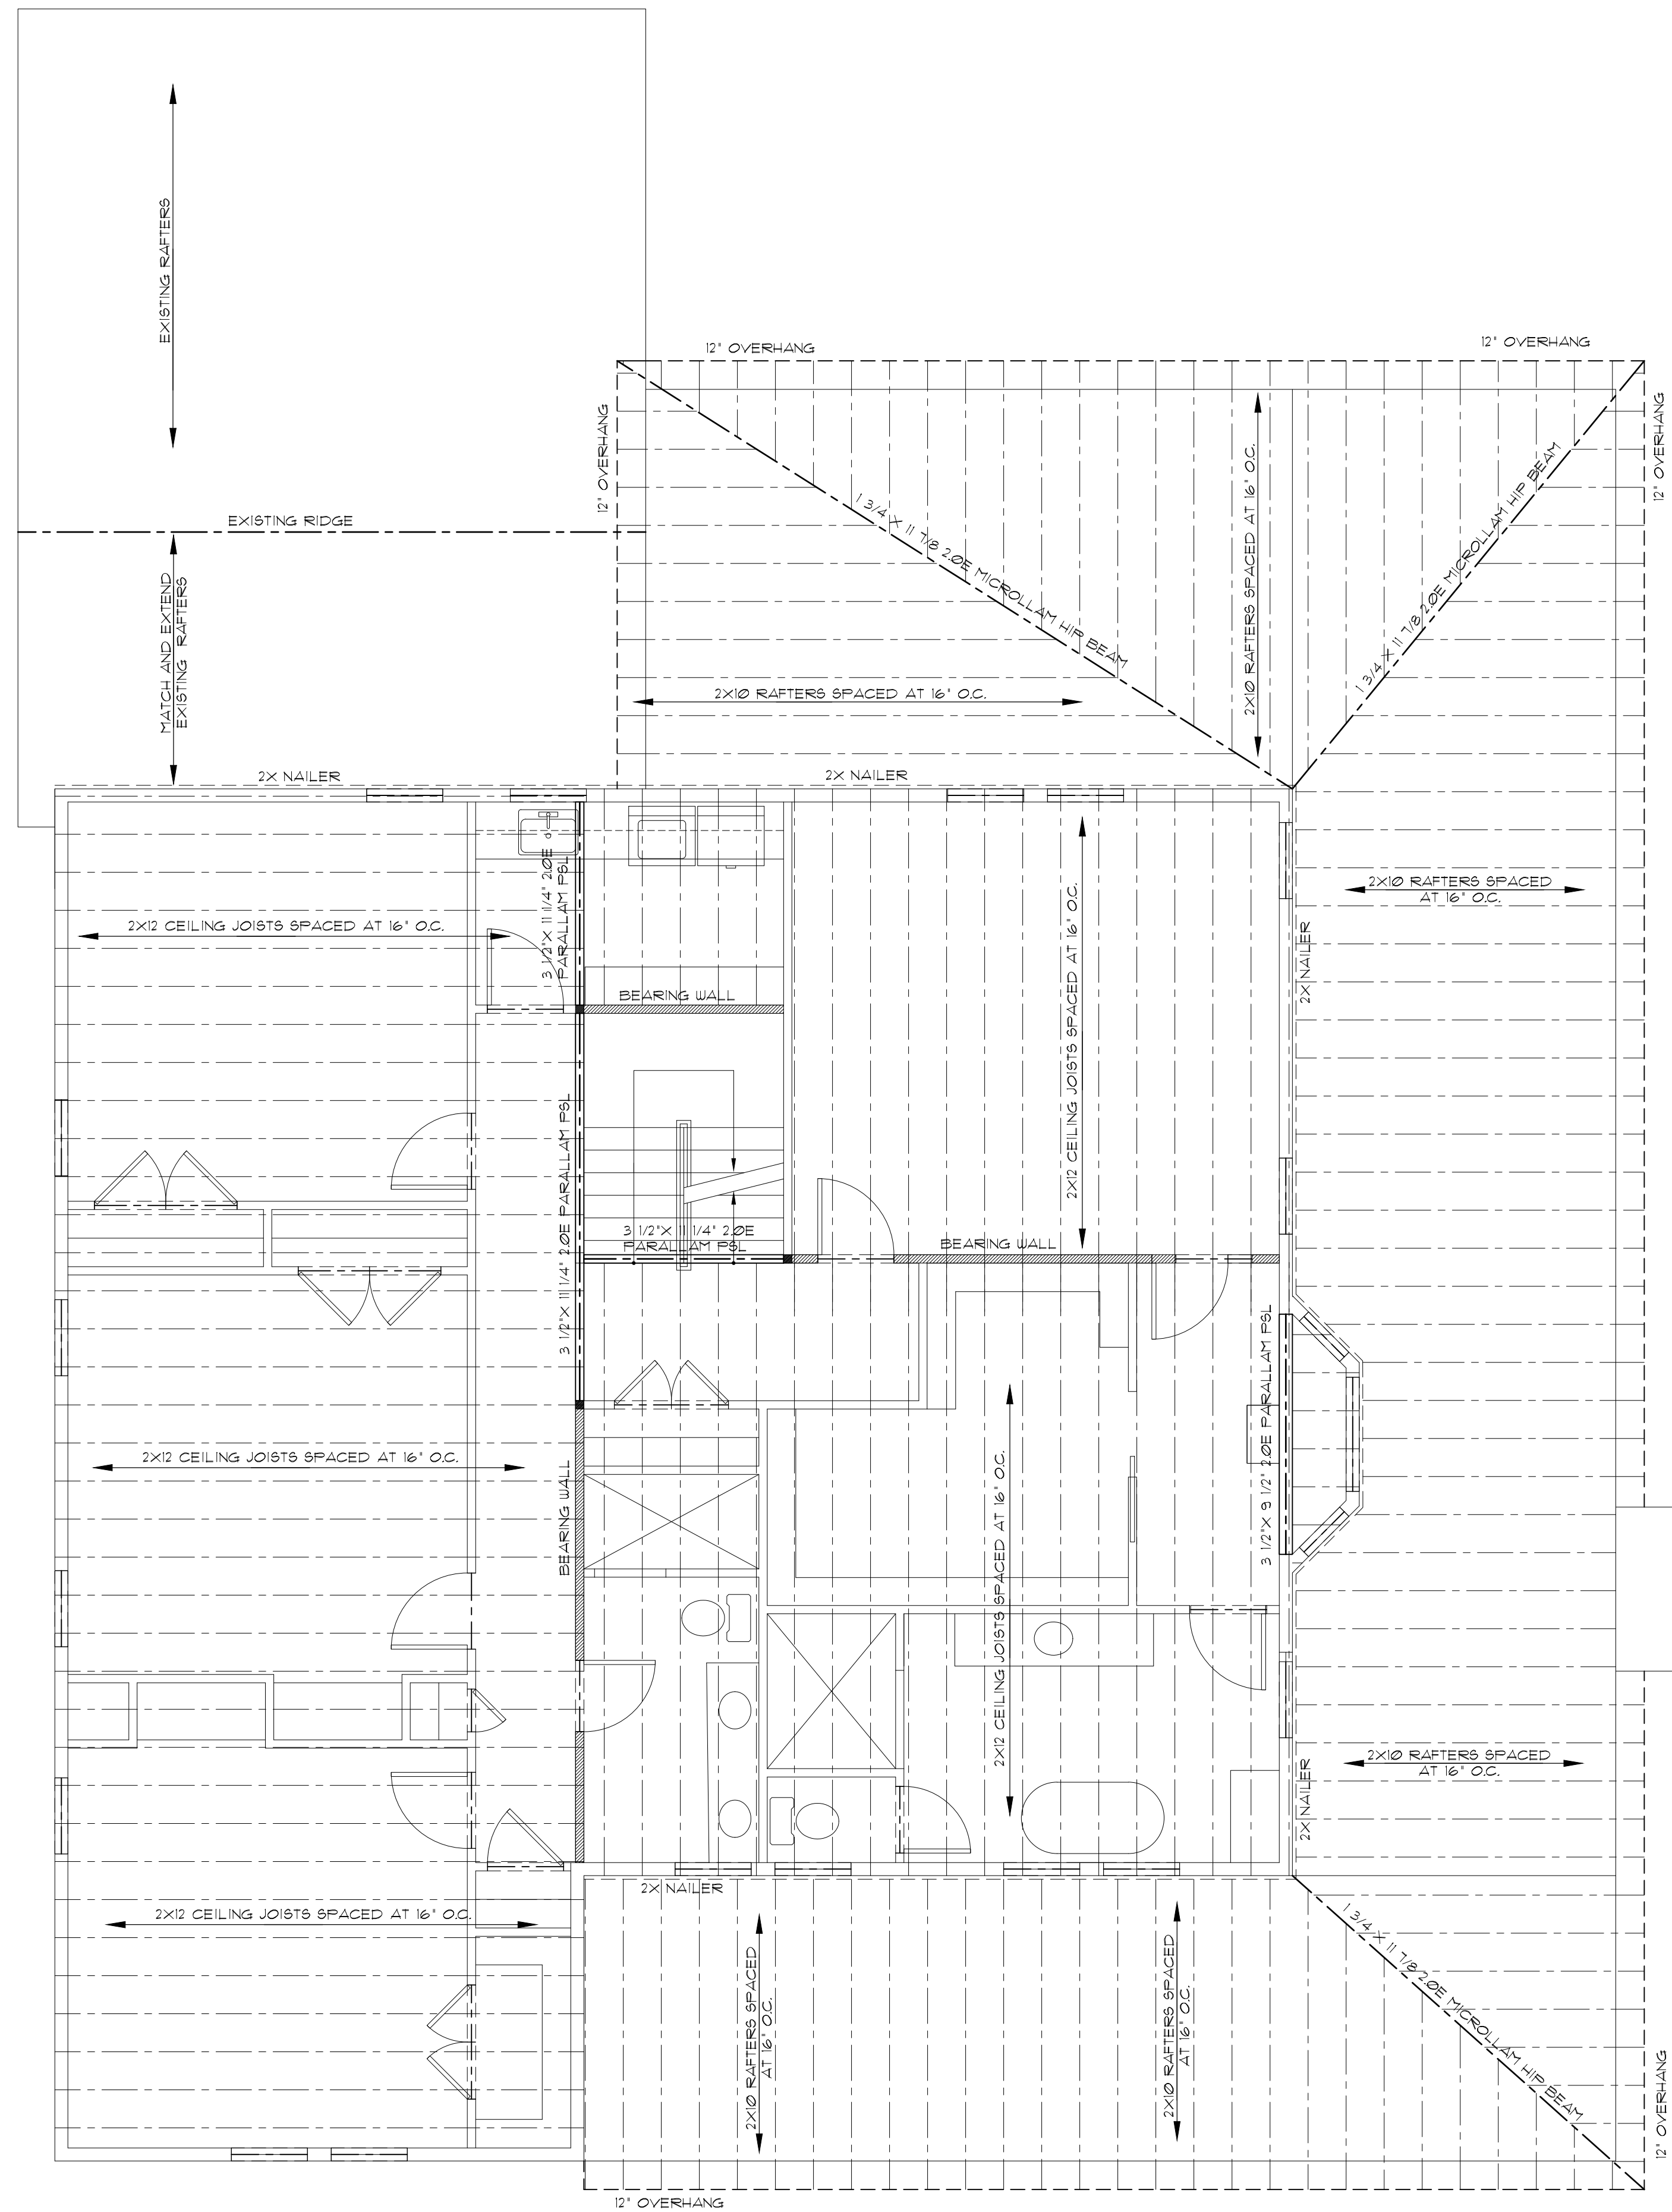 12" OVERHANG
12" OVERHANG
EXISTING RAFTERS
12" OVERHANG
12" OVERHANG
EXISTING RIDGE
MATCH AND EXTEND
EXISTING RAFTERS
1 3/4 X 11 7/8 2.0E MICROLLAM HIP BEAM
2X10 RAFTERS SPACED AT 16" O.C.
1 3/4 X 11 7/8 2.0E MICROLLAM HIP BEAM
2X10 RAFTERS SPACED AT 16" O.C.
2X NAILER
2X NAILER
3 1/2"X 11 1/4" 2.0E
PARALLAM PSL
2X12 CEILING JOISTS SPACED AT 16" O.C.
2X12 CEILING JOISTS SPACED AT 16" O.C.
2X10 RAFTERS SPACED
AT 16" O.C.
2X NAILER
BEARING WALL
3 1/2"X 11 1/4" 2.0E PARALLAM PSL
3 1/2"X 11 1/4" 2.0E
PARALLAM PSL
BEARING WALL
3 1/2"X 9 1/2" 2.0E PARALLAM PSL
2X12 CEILING JOISTS SPACED AT 16" O.C.
BEARING WALL
2X12 CEILING JOISTS SPACED AT 16" O.C.
2X10 RAFTERS SPACED
AT 16" O.C.
2X NAILER
2X NAILER
2X12 CEILING JOISTS SPACED AT 16" O.C.
2X10 RAFTERS SPACED
AT 16" O.C.
2X10 RAFTERS SPACED
AT 16" O.C.
1 3/4 X 11 7/8 2.0E MICROLLAM HIP BEAM
12" OVERHANG
12" OVERHANG